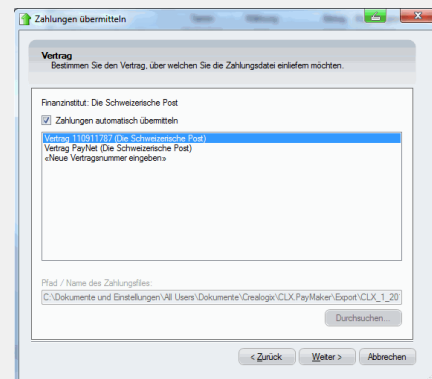 Zahlungen übermitteln
Vertrag
Bestimmen Sie den Vertrag, über welchen Sie die Zahlungsdatei einliefern möchten.
Finanzinstitut: Die Schweizerische Post
Zahlungen automatisch übermitteln
Vertrag 110911787 (Die Schweizerische Post)
Vertrag PayNet (Die Schweizerische Post)
«Neue Vertragsnummer eingeben»
Pfad / Name des Zahlungsfiles:
C:\Dokumente und Einstellungen\All Users\Dokumente\Crealogix\CLX.PayMaker\Export\CLX_1_20
Durchsuchen...
< Zurück Weiter > Abbrechen